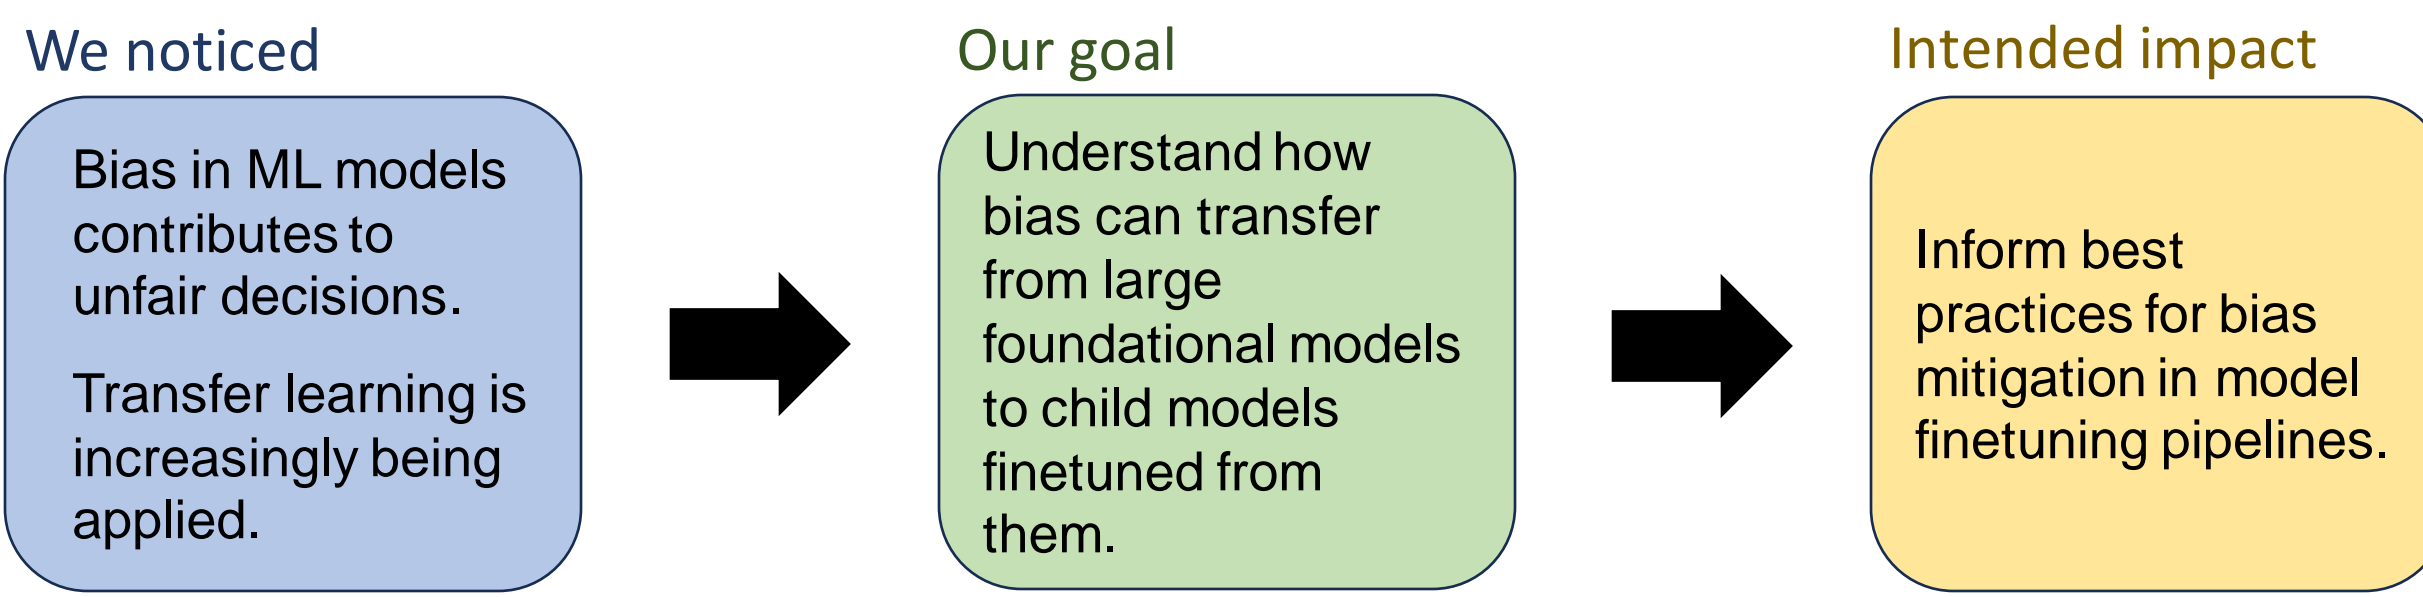 We noticed
Bias in ML models
contributes to
unfair decisions.
Transfer learning is
increasingly being
applied.
Our goal
Understand how
bias can transfer
from large
foundational models
to child models
finetuned from
them.
Intended impact
Inform best
practices for bias
mitigation in model
finetuning pipelines.